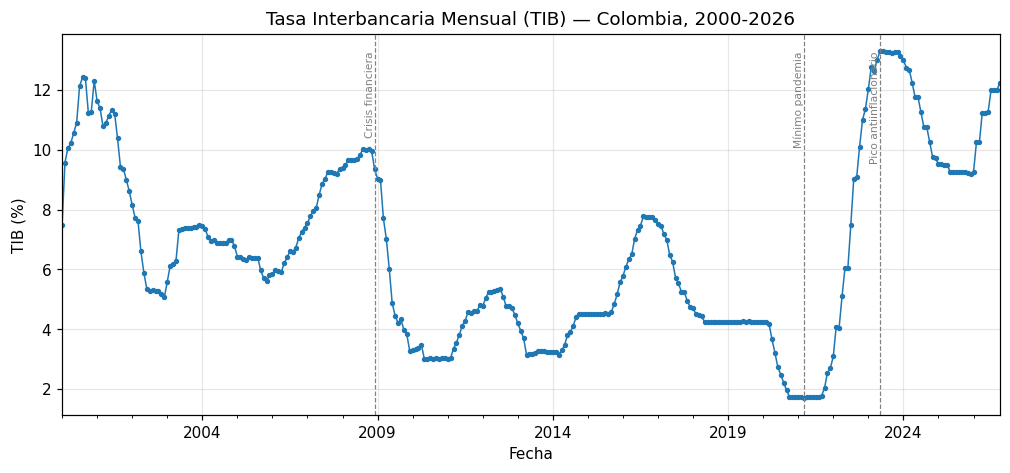 Tasa Interbancaria Mensual (TIB) — Colombia, 2000-2026
TIB (%)
12
10
8
6
4
2
Crisis financiera
Mínimo pandemia
Pico antiinflacionario
2004
2009
2014
2019
2024
Fecha